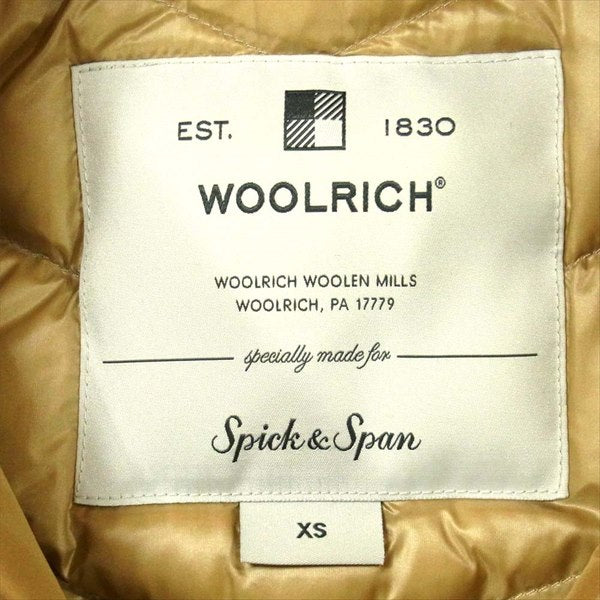 EST. 1830
WOOLRICH®
WOOLRICH WOOLEN MILLS
WOOLRICH, PA 17779
specially made for
Spick & Span
XS